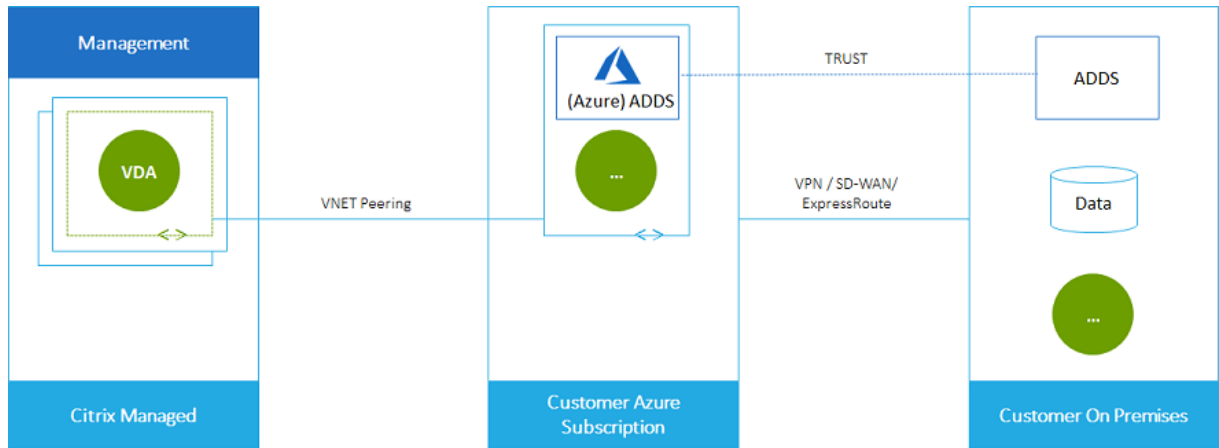 Management
VDA
Citrix Managed
VNET Peering
(Azure) ADDS
...
Customer Azure
Subscription
TRUST
VPN / SD-WAN/
ExpressRoute
ADDS
Data
...
Customer On Premises